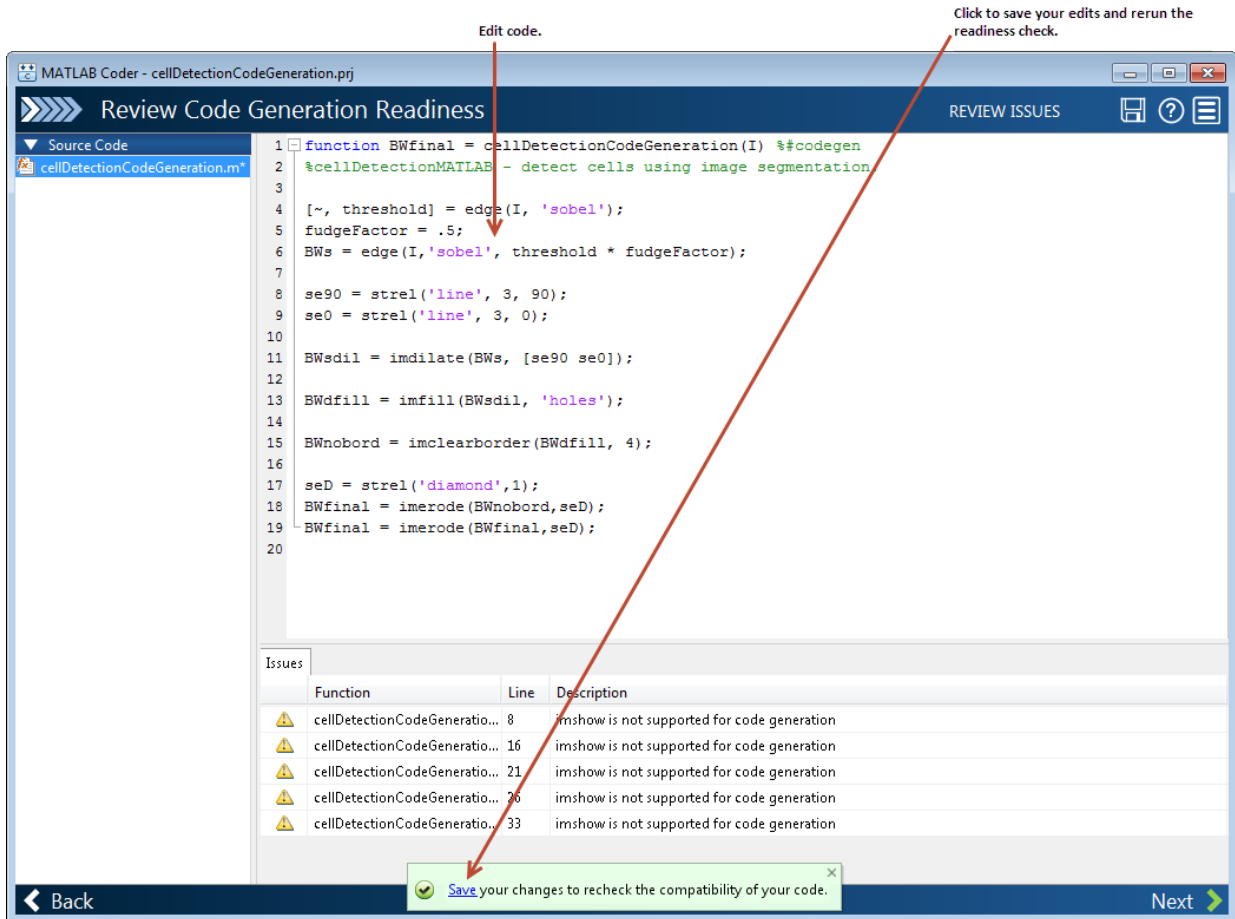 Click to save your edits and rerun the
readiness check.
Edit code.
MATLAB Coder - cellDetectionCodeGeneration.prj
Review Code Generation Readiness
REVIEW ISSUES
Source Code
cellDetectionCodeGeneration.m*
1 function BWfinal = cellDetectionCodeGeneration(I) %#codegen
2 %cellDetectionMATLAB - detect cells using image segmentation.
3
4 [~, threshold] = edge(I, 'sobel');
5 fudgeFactor = .5;
6 BWs = edge(I,'sobel', threshold * fudgeFactor);
7
8 se90 = strel('line', 3, 90);
9 se0 = strel('line', 3, 0);
10
11 BWsdil = imdilate(BWs, [se90 se0]);
12
13 BWdfill = imfill(BWsdil, 'holes');
14
15 BWnobord = imclearborder(BWdfill, 4);
16
17 seD = strel('diamond',1);
18 BWfinal = imerode(BWnobord,seD);
19 BWfinal = imerode(BWfinal,seD);
20
Issues
Function Line Description
cellDetectionCodeGeneratio... 8 imshow is not supported for code generation
cellDetectionCodeGeneratio... 16 imshow is not supported for code generation
cellDetectionCodeGeneratio... 21 imshow is not supported for code generation
cellDetectionCodeGeneratio... 26 imshow is not supported for code generation
cellDetectionCodeGeneratio... 33 imshow is not supported for code generation
Save your changes to recheck the compatibility of your code.
Back
Next